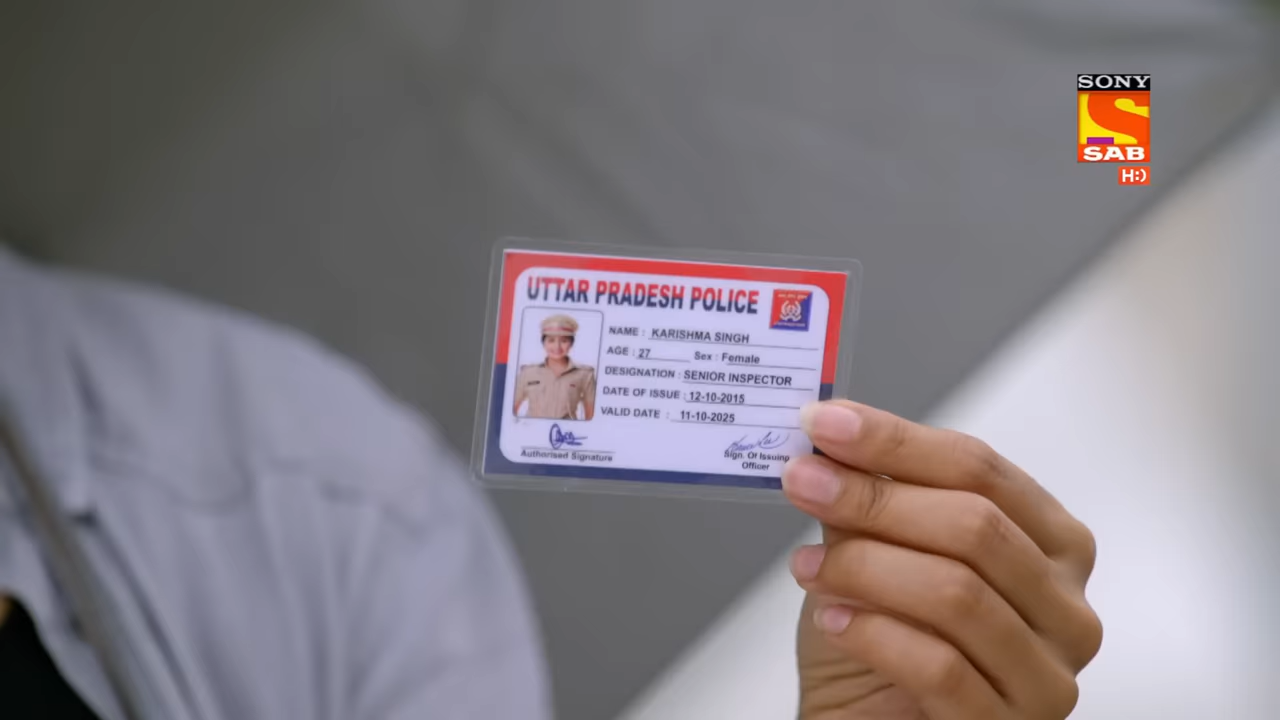 SONY
SAB
HD
UTTAR PRADESH POLICE
NAME : KARISHMA SINGH
AGE : 27 Sex : Female
DESIGNATION : SENIOR INSPECTOR
DATE OF ISSUE : 12-10-2015
VALID DATE : 11-10-2025
Authorised Signature
Sign. Of Issuing
Officer